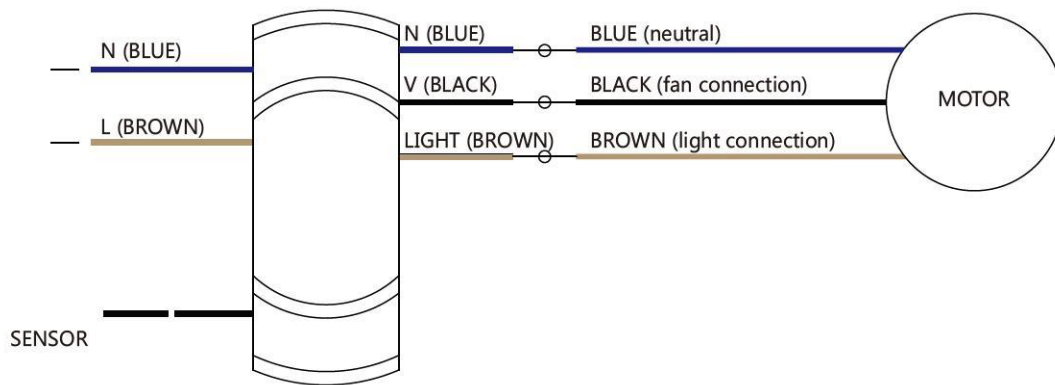 N (BLUE)
L (BROWN)
SENSOR
N (BLUE)
V (BLACK)
LIGHT (BROWN)
BLUE (neutral)
BLACK (fan connection)
BROWN (light connection)
MOTOR